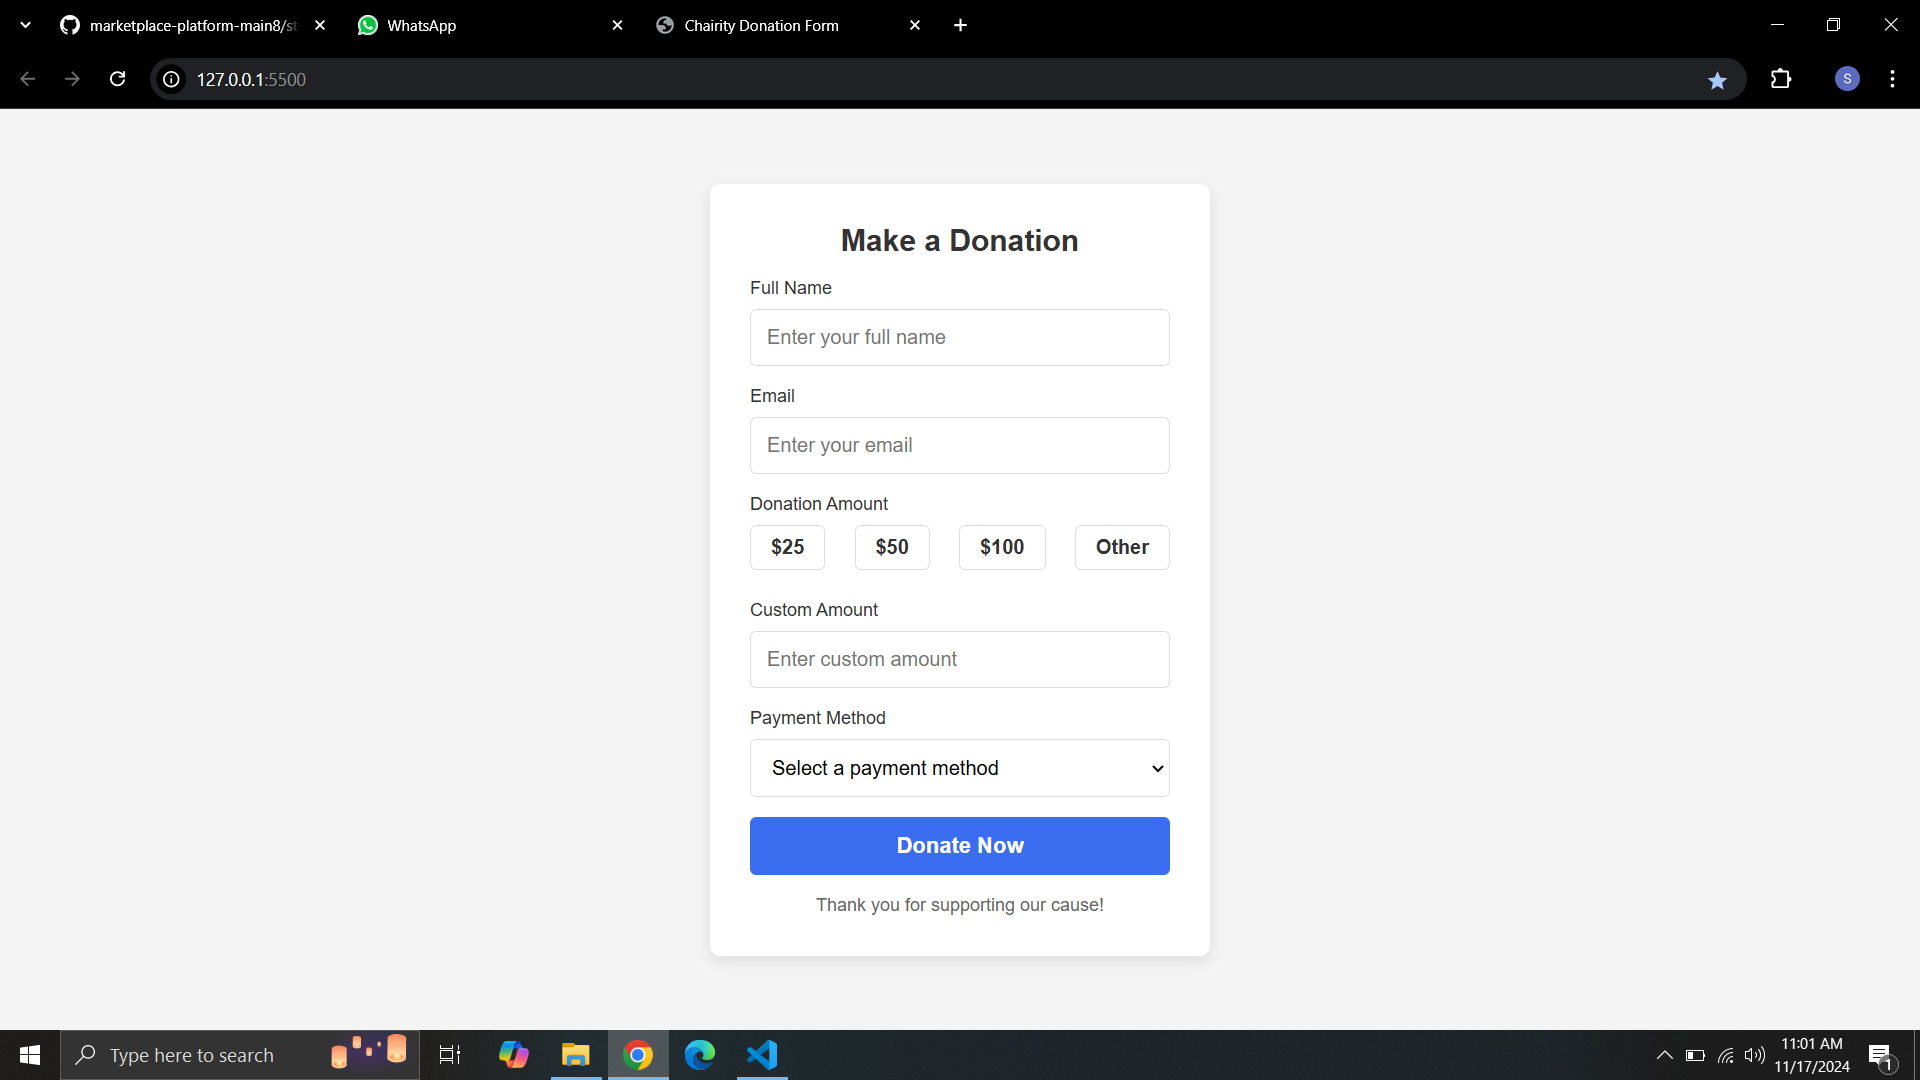 marketplace-platform-main8/st
WhatsApp
Chairity Donation Form
127.0.0.1:5500
S
Make a Donation
Full Name
Enter your full name
Email
Enter your email
Donation Amount
$25 $50 $100 Other
Custom Amount
Enter custom amount
Payment Method
Select a payment method
Donate Now
Thank you for supporting our cause!
Type here to search
11:01 AM
11/17/2024
1